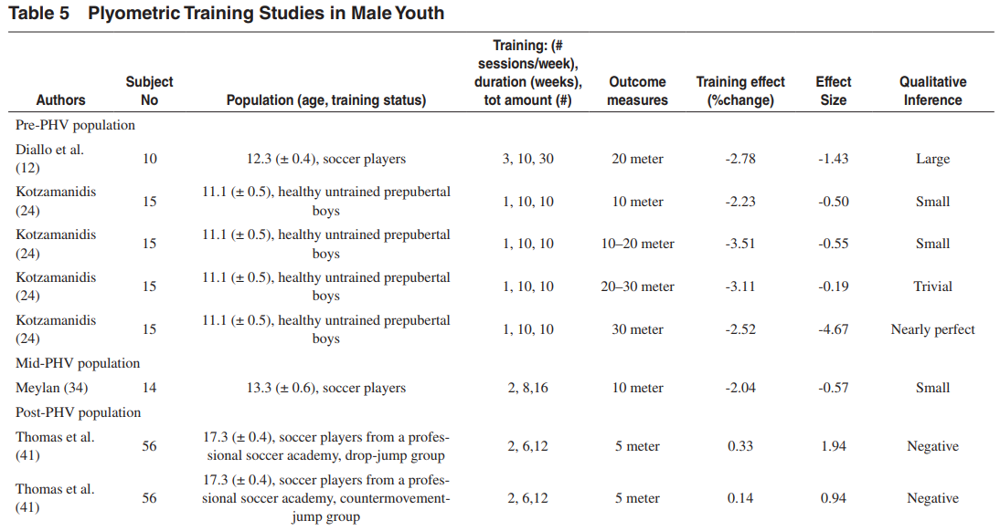 Table 5 Plyometric Training Studies in Male Youth
Training: (#
sessions/week),
Subject duration (weeks), Outcome Training effect Effect Qualitative
Authors No Population (age, training status) tot amount (#) measures (%change) Size Inference
Pre-PHV population
Diallo et al.
(12) 10 12.3 (± 0.4), soccer players 3, 10, 30 20 meter -2.78 -1.43 Large
Kotzamanidis 11.1 (± 0.5), healthy untrained prepubertal
(24) 15 boys 1, 10, 10 10 meter -2.23 -0.50 Small
Kotzamanidis 11.1 (± 0.5), healthy untrained prepubertal
(24) 15 boys 1, 10, 10 10–20 meter -3.51 -0.55 Small
Kotzamanidis 11.1 (± 0.5), healthy untrained prepubertal
(24) 15 boys 1, 10, 10 20–30 meter -3.11 -0.19 Trivial
Kotzamanidis 11.1 (± 0.5), healthy untrained prepubertal
(24) 15 boys 1, 10, 10 30 meter -2.52 -4.67 Nearly perfect
Mid-PHV population
Meylan (34) 14 13.3 (± 0.6), soccer players 2, 8,16 10 meter -2.04 -0.57 Small
Post-PHV population
Thomas et al. 17.3 (± 0.4), soccer players from a profes-
(41) 56 sional soccer academy, drop-jump group 2, 6,12 5 meter 0.33 1.94 Negative
17.3 (± 0.4), soccer players from a profes-
Thomas et al. 56 sional soccer academy, countermovement- 2, 6,12 5 meter 0.14 0.94 Negative
(41) jump group